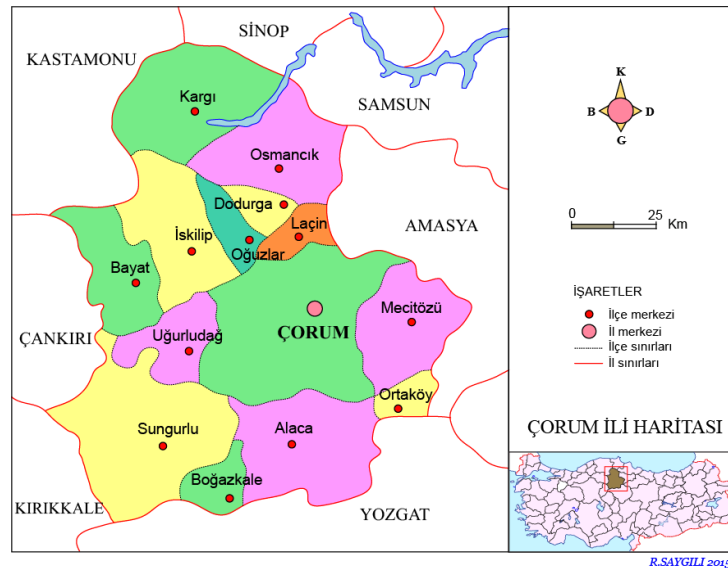 SİNOP
KASTAMONU
SAMSUN
Kargı
Osmancık
Dodurga
Laçin
AMASYA
İskilip
Oğuzlar
Bayat
Mecitözü
ÇORUM
ÇANKIRI
Uğurludağ
Ortaköy
Sungurlu
Alaca
Boğazkale
KIRIKKALE
YOZGAT
K
B D
G
0 25 Km
İŞARETLER
İlçe merkezi
İl merkezi
İlçe sınırları
İl sınırları
ÇORUM İLİ HARİTASI
R.SAYGILI